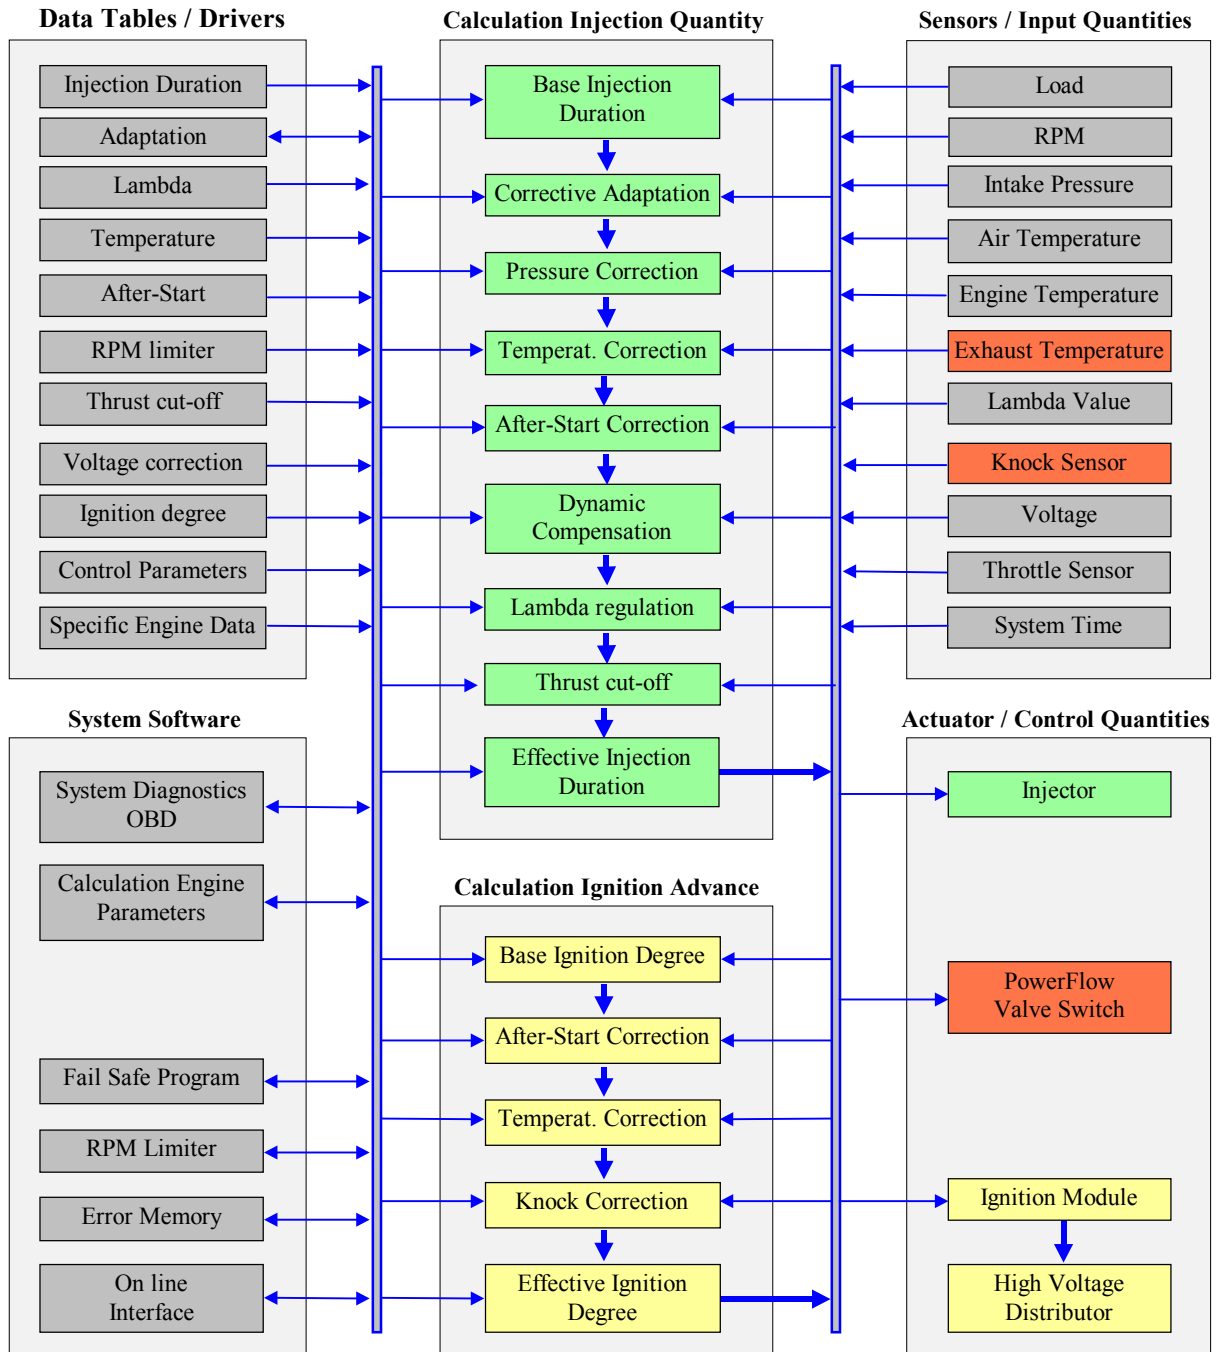 Data Tables / Drivers
Injection Duration
Adaptation
Lambda
Temperature
After-Start
RPM limiter
Thrust cut-off
Voltage correction
Ignition degree
Control Parameters
Specific Engine Data
Calculation Injection Quantity
Base Injection
Duration
Corrective Adaptation
Pressure Correction
Temperat. Correction
After-Start Correction
Dynamic
Compensation
Lambda regulation
Thrust cut-off
Effective Injection
Duration
Sensors / Input Quantities
Load
RPM
Intake Pressure
Air Temperature
Engine Temperature
Exhaust Temperature
Lambda Value
Knock Sensor
Voltage
Throttle Sensor
System Time
System Software
System Diagnostics
OBD
Calculation Engine
Parameters
Fail Safe Program
RPM Limiter
Error Memory
On line
Interface
Calculation Ignition Advance
Base Ignition Degree
After-Start Correction
Temperat. Correction
Knock Correction
Effective Ignition
Degree
Actuator / Control Quantities
Injector
PowerFlow
Valve Switch
Ignition Module
High Voltage
Distributor